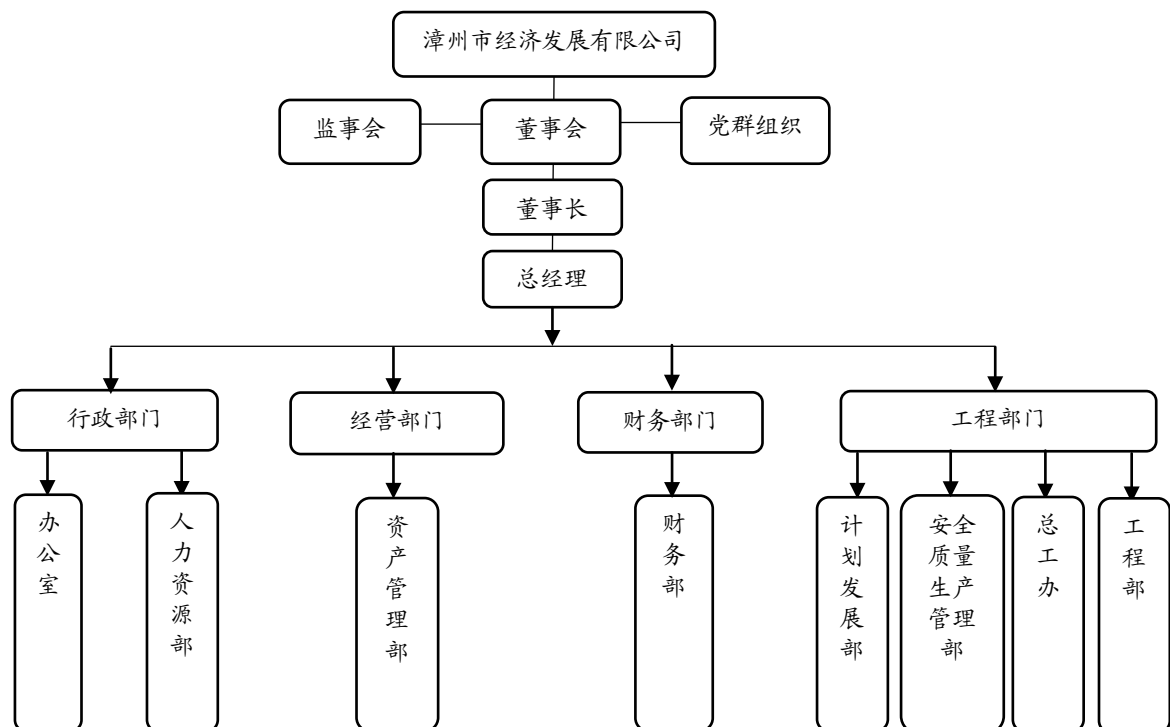 漳州市经济发展有限公司
监事会
董事会
党群组织
董事长
总经理
行政部门
经营部门
财务部门
工程部门
办公室
人力资源部
资产管理部
财务部
计划发展部
安全质量生产管理部
总工办
工程部